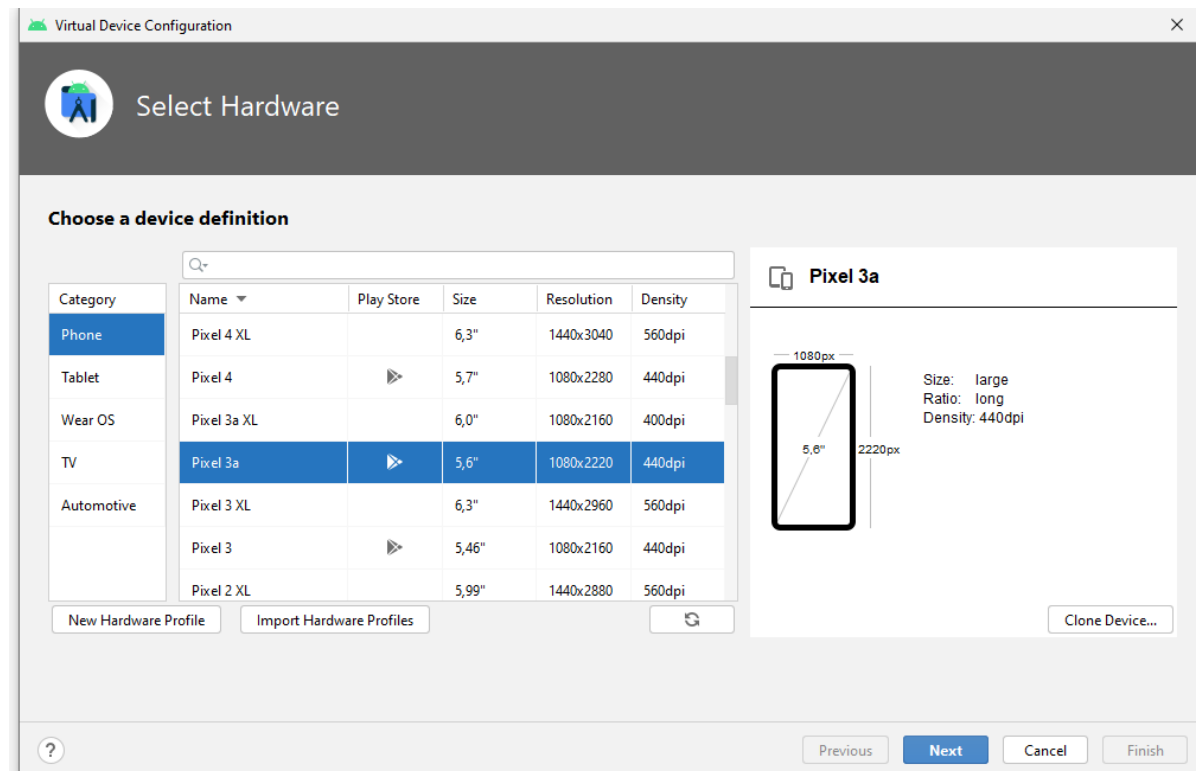 Virtual Device Configuration
Select Hardware
Choose a device definition
Category
Phone
Tablet
Wear OS
TV
Automotive
Name Play Store Size Resolution Density
Pixel 4 XL 6,3" 1440x3040 560dpi
Pixel 4 5,7" 1080x2280 440dpi
Pixel 3a XL 6,0" 1080x2160 400dpi
Pixel 3a 5,6" 1080x2220 440dpi
Pixel 3 XL 6,3" 1440x2960 560dpi
Pixel 3 5,46" 1080x2160 440dpi
Pixel 2 XL 5,99" 1440x2880 560dpi
New Hardware Profile Import Hardware Profiles
Pixel 3a
1080px
5,6" 2220px
Size: large
Ratio: long
Density: 440dpi
Clone Device...
? Previous Next Cancel Finish